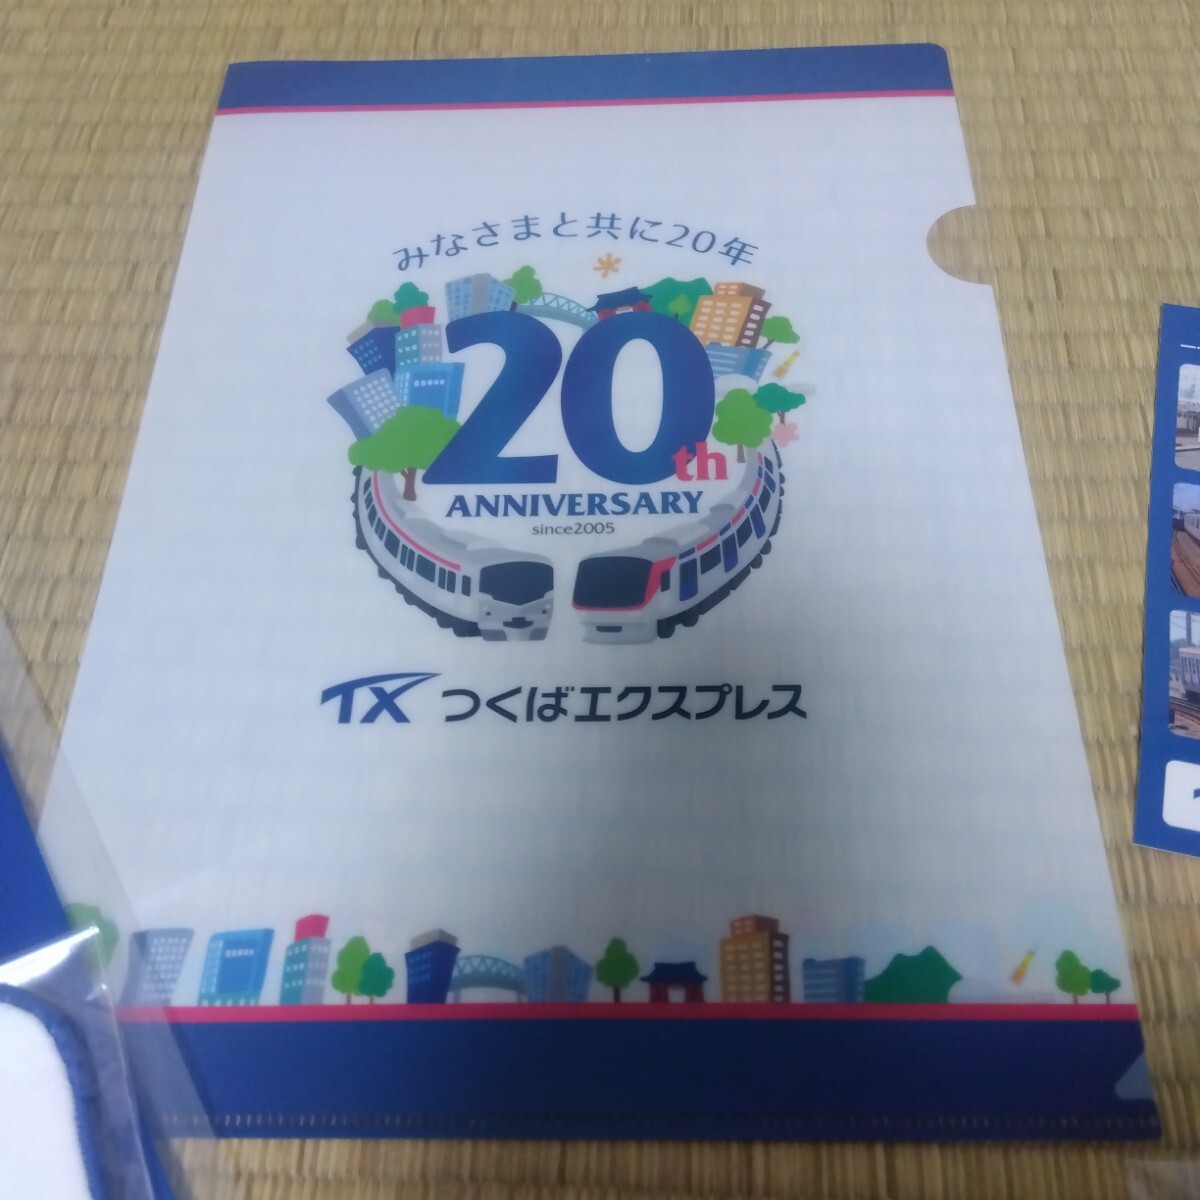 みなさまと共に20年
20th
ANNIVERSARY
since2005
TX つくばエクスプレス